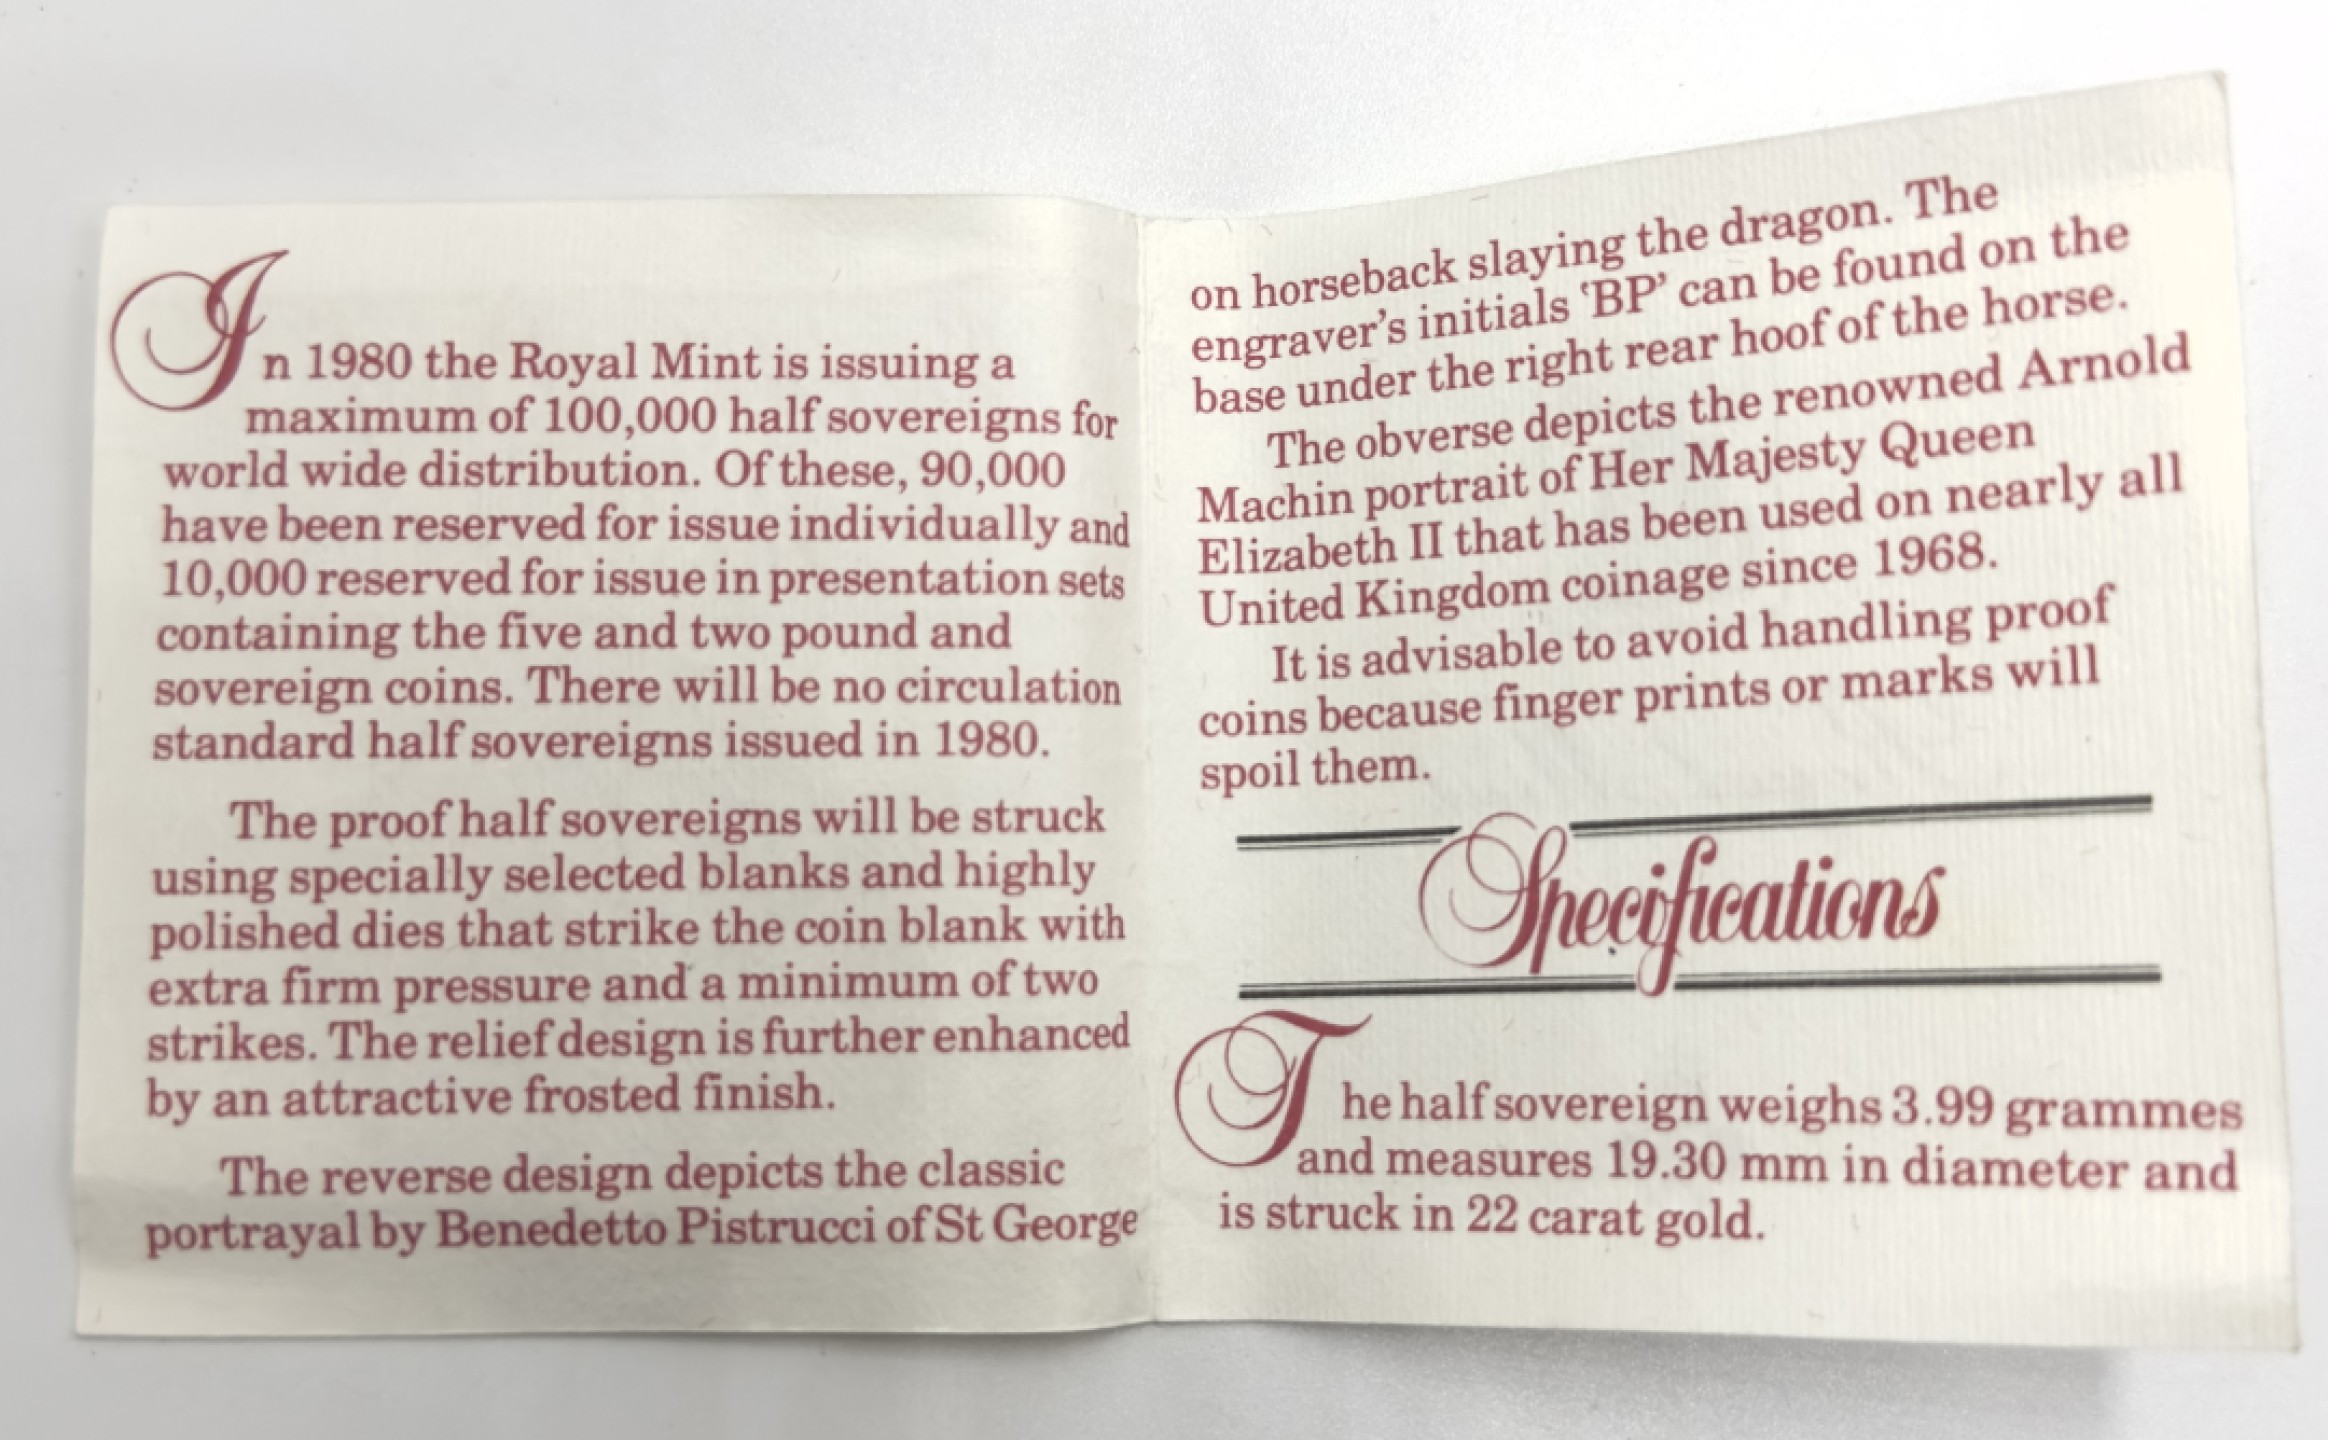 In 1980 the Royal Mint is issuing a
maximum of 100,000 half sovereigns for
world wide distribution. Of these, 90,000
have been reserved for issue individually and
10,000 reserved for issue in presentation sets
containing the five and two pound and
sovereign coins. There will be no circulation
standard half sovereigns issued in 1980.
The proof half sovereigns will be struck
using specially selected blanks and highly
polished dies that strike the coin blank with
extra firm pressure and a minimum of two
strikes. The relief design is further enhanced
by an attractive frosted finish.
The reverse design depicts the classic
portrayal by Benedetto Pistrucci of St George
on horseback slaying the dragon. The
engraver's initials ‘BP’ can be found on the
base under the right rear hoof of the horse.
The obverse depicts the renowned Arnold
Machin portrait of Her Majesty Queen
Elizabeth II that has been used on nearly all
United Kingdom coinage since 1968.
It is advisable to avoid handling proof
coins because finger prints or marks will
spoil them.
Specifications
The half sovereign weighs 3.99 grammes
and measures 19.30 mm in diameter and
is struck in 22 carat gold.